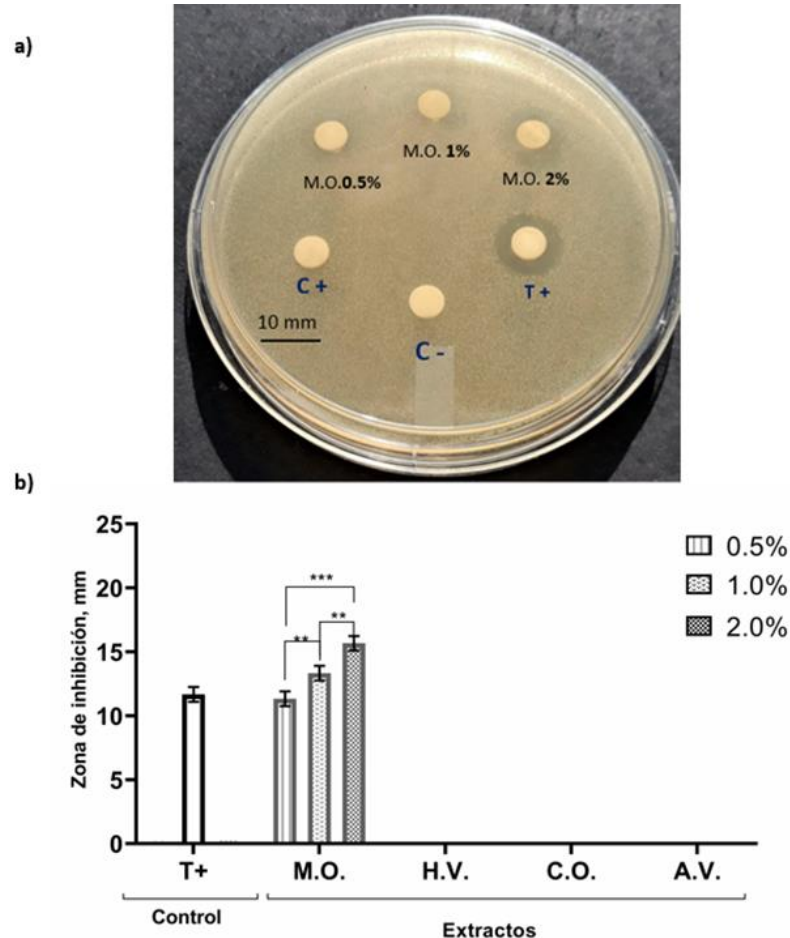 a)
M.O. 1%
M.O.0.5%
M.O. 2%
C +
T +
10 mm
C -
b)
Zona de inhibición, mm
25
20
15
10
5
0
***
**
**
0.5%
1.0%
2.0%
T+
M.O.
H.V.
C.O.
A.V.
Control
Extractos